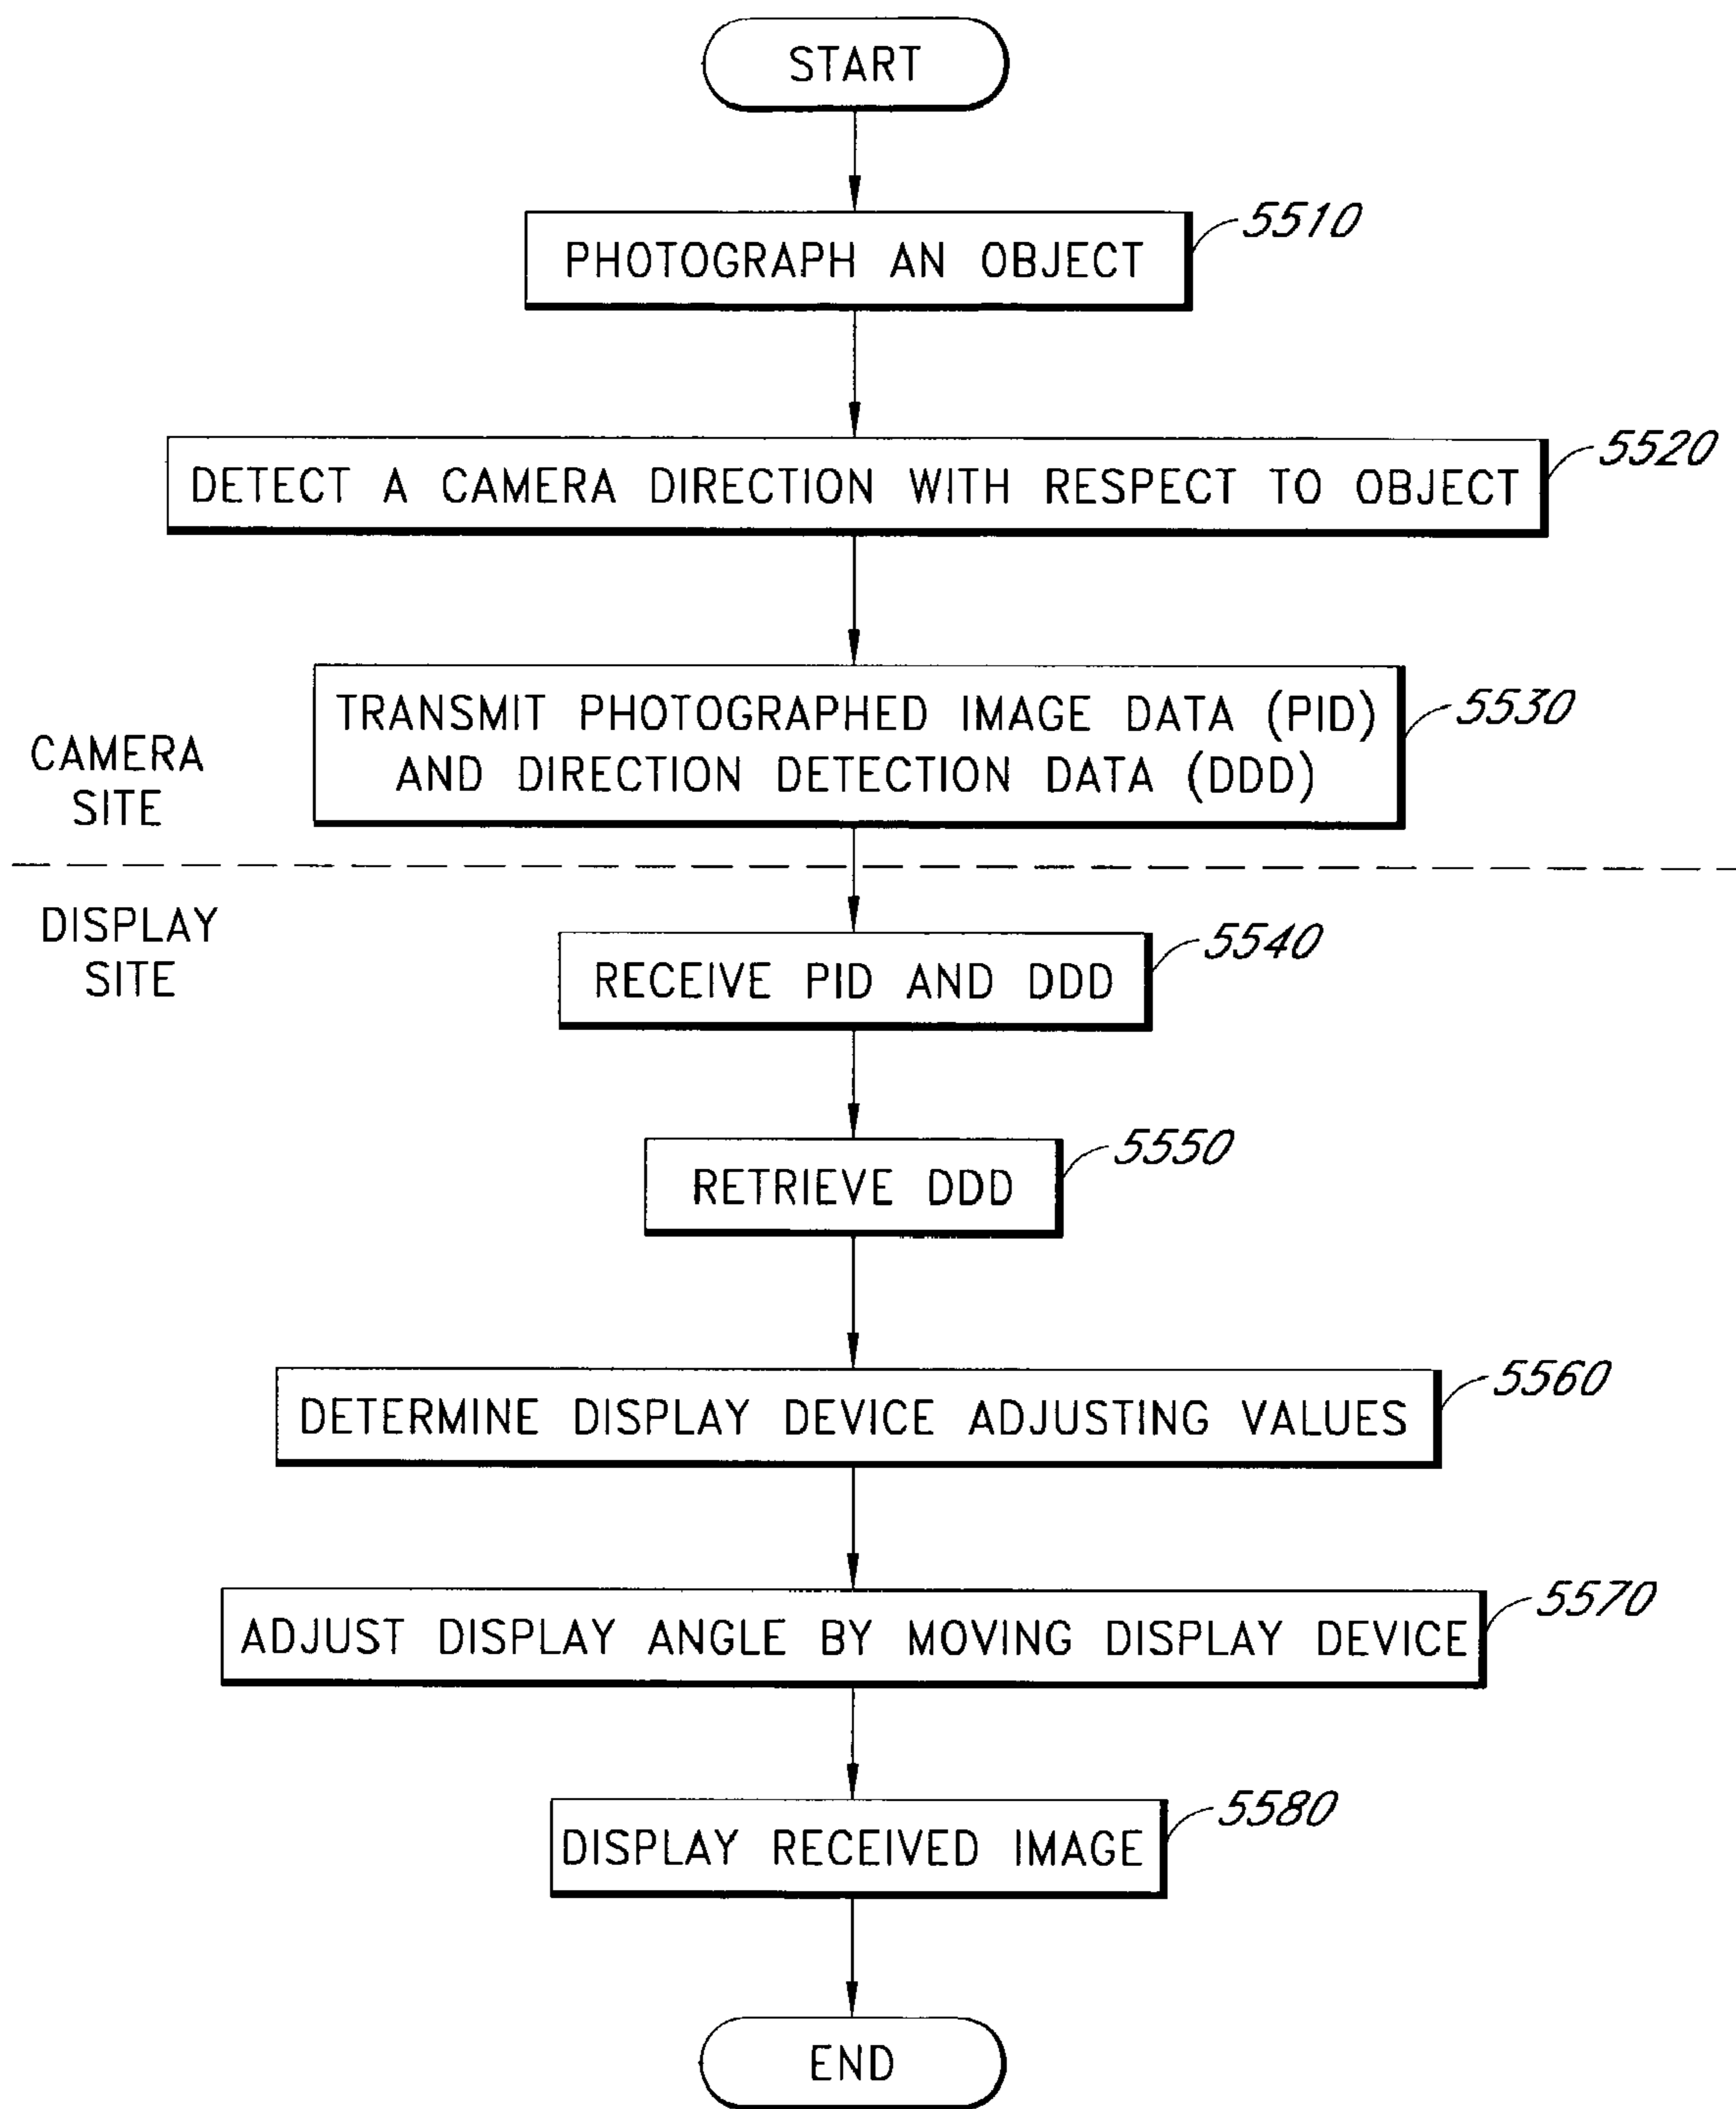 START
PHOTOGRAPH AN OBJECT
5510
DETECT A CAMERA DIRECTION WITH RESPECT TO OBJECT
5520
TRANSMIT PHOTOGRAPHED IMAGE DATA (PID)
AND DIRECTION DETECTION DATA (DDD)
5530
CAMERA
SITE
DISPLAY
SITE
RECEIVE PID AND DDD
5540
RETRIEVE DDD
5550
DETERMINE DISPLAY DEVICE ADJUSTING VALUES
5560
ADJUST DISPLAY ANGLE BY MOVING DISPLAY DEVICE
5570
DISPLAY RECEIVED IMAGE
5580
END